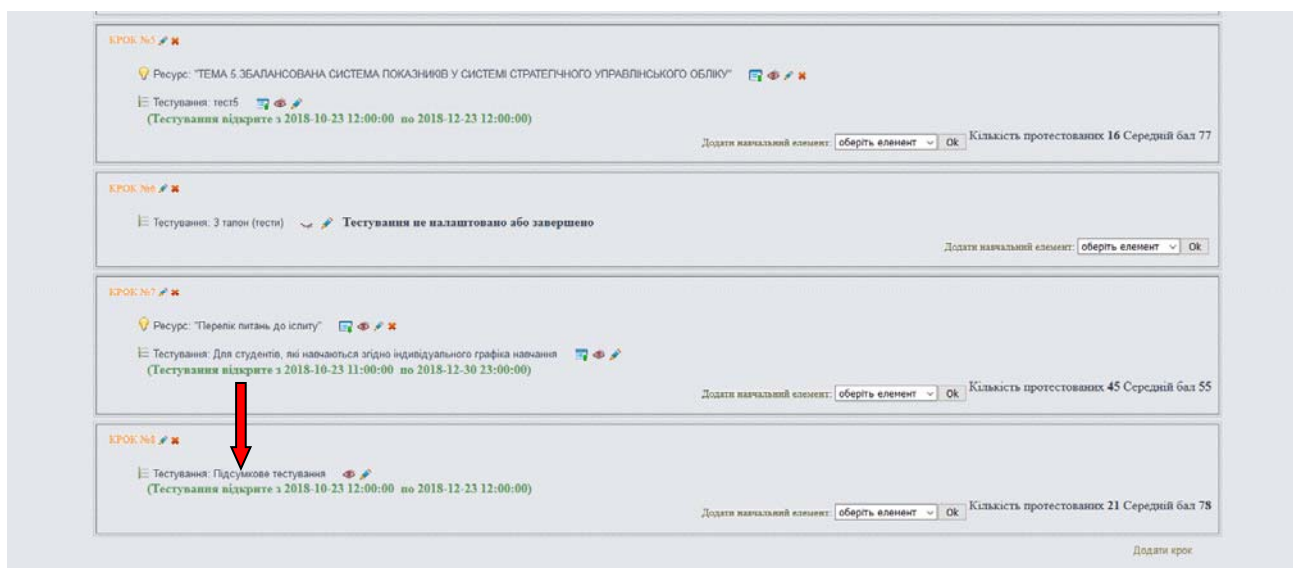 КРОК №5
Ресурс: "ТЕМА 5.ЗБАЛАНСОВАНА СИСТЕМА ПОКАЗНИКІВ У СИСТЕМІ СТРАТЕГІЧНОГО УПРАВЛІНСЬКОГО ОБЛІКУ"
Тестування: тест5
(Тестування відкрите з 2018-10-23 12:00:00 по 2018-12-23 12:00:00)
Додати навчальний елемент: оберіть елемент Ok Кількість протестованих 16 Середній бал 77
КРОК №6
Тестування: 3 талон (тести) Тестування не налаштовано або завершено
Додати навчальний елемент: оберіть елемент Ok
КРОК №7
Ресурс: "Перелік питань до іспиту"
Тестування: Для студентів, які навчаються згідно індивідуального графіка навчання
(Тестування відкрите з 2018-10-23 11:00:00 по 2018-12-30 23:00:00)
Додати навчальний елемент: оберіть елемент Ok Кількість протестованих 45 Середній бал 55
КРОК №8
Тестування: Підсумкове тестування
(Тестування відкрите з 2018-10-23 12:00:00 по 2018-12-23 12:00:00)
Додати навчальний елемент: оберіть елемент Ok Кількість протестованих 21 Середній бал 78
Додати крок